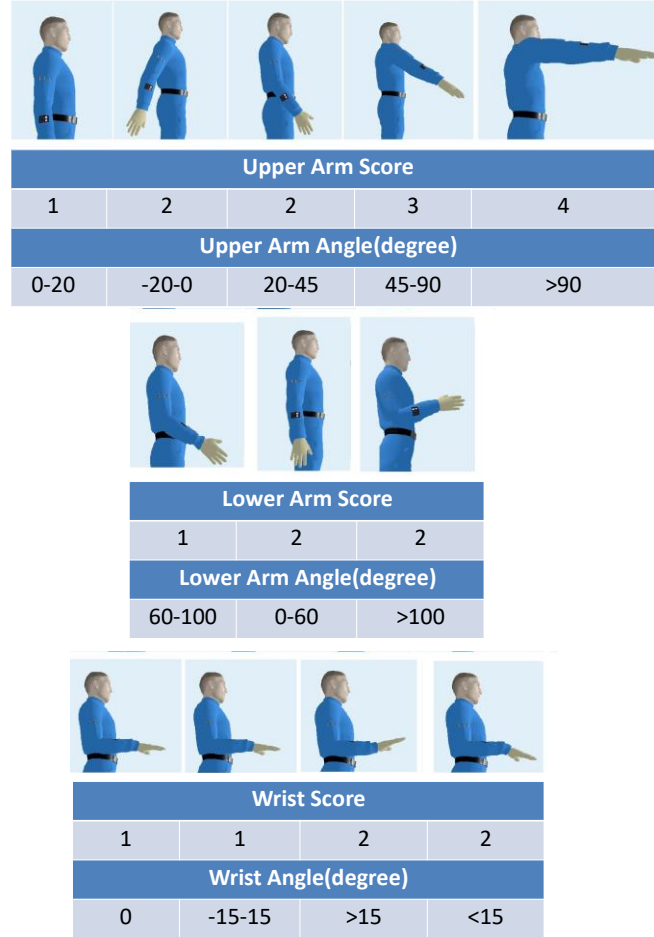 Upper Arm Score
1 2 2 3 4
Upper Arm Angle(degree)
0-20 -20-0 20-45 45-90 >90
Lower Arm Score
1 2 2
Lower Arm Angle(degree)
60-100 0-60 >100
Wrist Score
1 1 2 2
Wrist Angle(degree)
0 -15-15 >15 <15